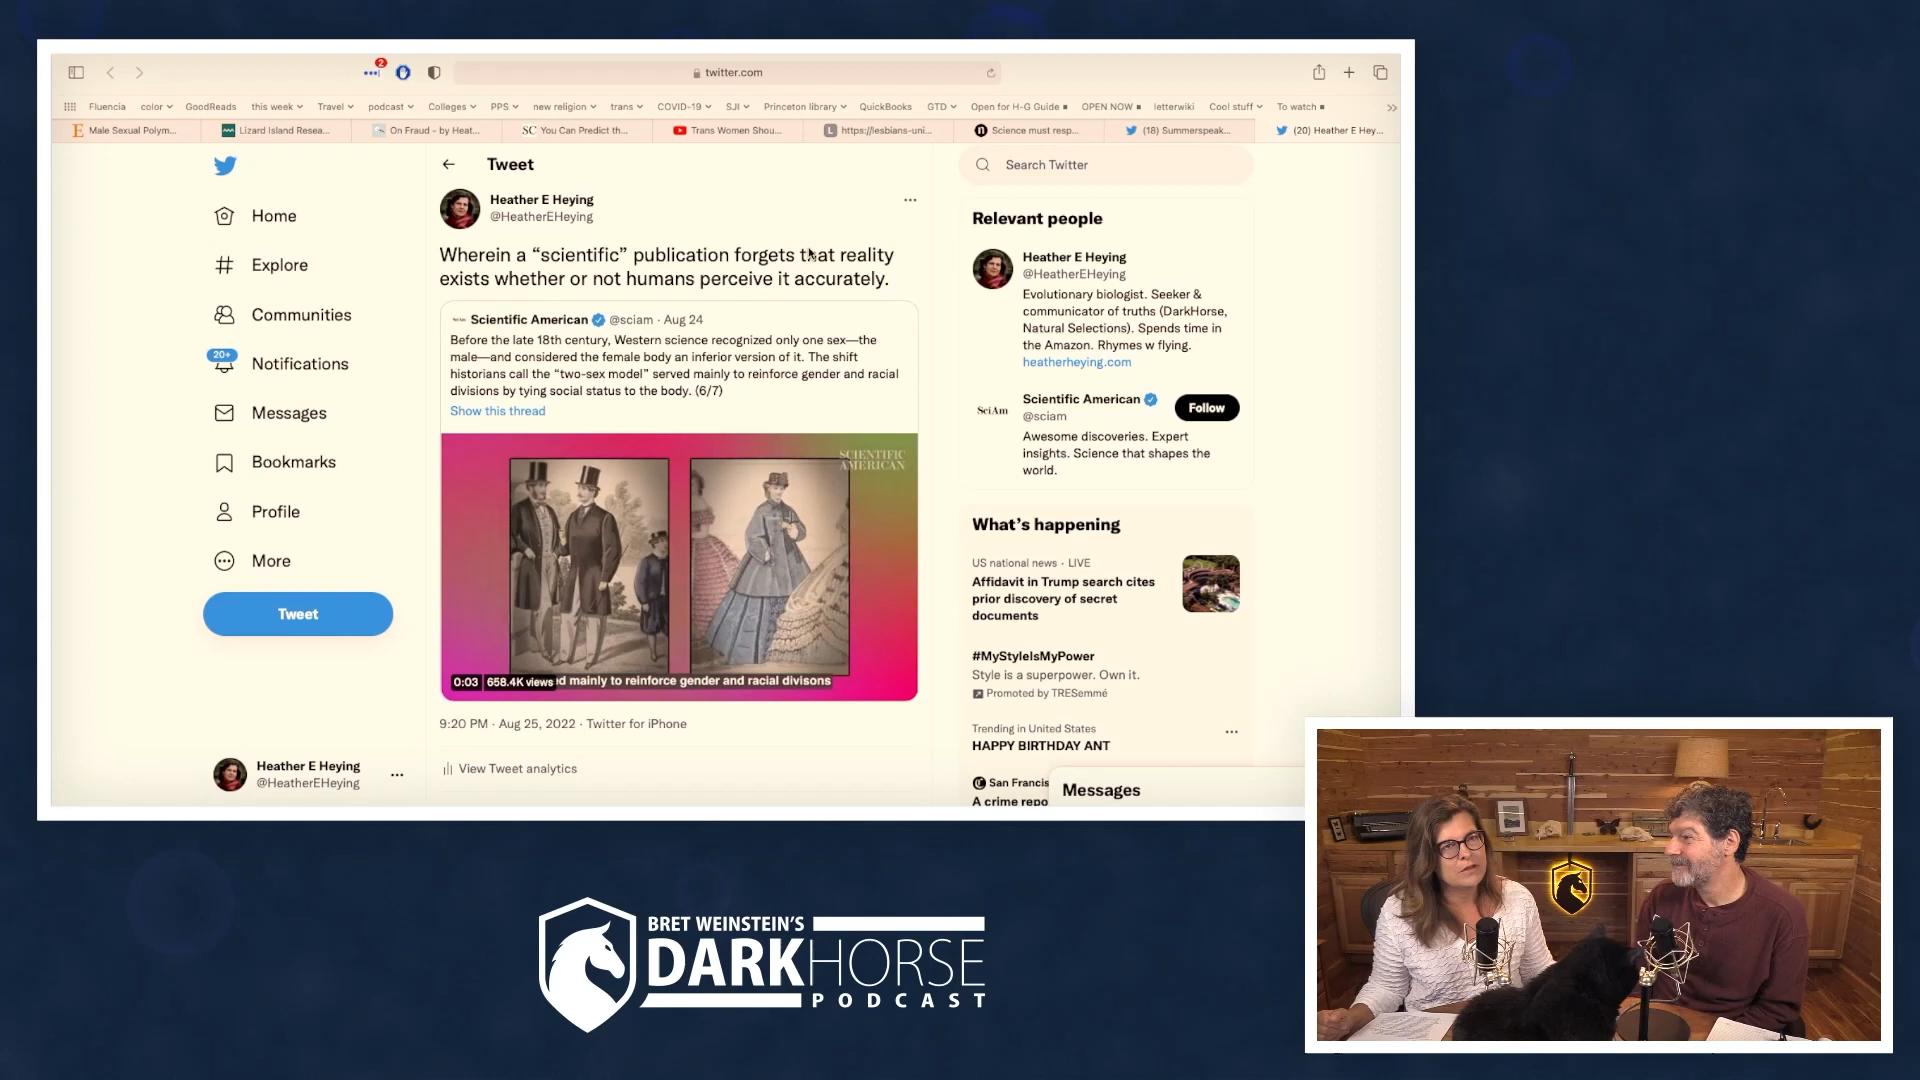 2
twitter.com
Fluencia color GoodReads this week Travel podcast Colleges PPS new religion trans COVID-19 SJI Princeton library QuickBooks GTD Open for H-G Guide OPEN NOW letterwiki Cool stuff To watch
Male Sexual Polym... Lizard Island Resea... On Fraud - by Heat... SC You Can Predict th... Trans Women Shou... L https://lesbians-uni... n Science must resp... (18) Summerspeak... (20) Heather E Hey...
Home
Explore
Communities
20+
Notifications
Messages
Bookmarks
Profile
More
Tweet
Heather E Heying
@HeatherEHeying
Tweet
Heather E Heying
@HeatherEHeying
Wherein a “scientific” publication forgets that reality
exists whether or not humans perceive it accurately.
Scientific American @sciam · Aug 24
Before the late 18th century, Western science recognized only one sex—the
male—and considered the female body an inferior version of it. The shift
historians call the “two-sex model” served mainly to reinforce gender and racial
divisions by tying social status to the body. (6/7)
Show this thread
SCIENTIFIC
AMERICAN
0:03 658.4K views d mainly to reinforce gender and racial divisons
9:20 PM · Aug 25, 2022 · Twitter for iPhone
View Tweet analytics
Search Twitter
Relevant people
Heather E Heying
@HeatherEHeying
Evolutionary biologist. Seeker &
communicator of truths (DarkHorse,
Natural Selections). Spends time in
the Amazon. Rhymes w flying.
heatherheying.com
SciAm
Scientific American
@sciam
Follow
Awesome discoveries. Expert
insights. Science that shapes the
world.
What’s happening
US national news · LIVE
Affidavit in Trump search cites
prior discovery of secret
documents
#MyStyleIsMyPower
Style is a superpower. Own it.
Promoted by TRESemmé
Trending in United States
HAPPY BIRTHDAY ANT
San Francis
A crime repo
Messages
BRET WEINSTEIN'S
DARKHORSE
PODCAST